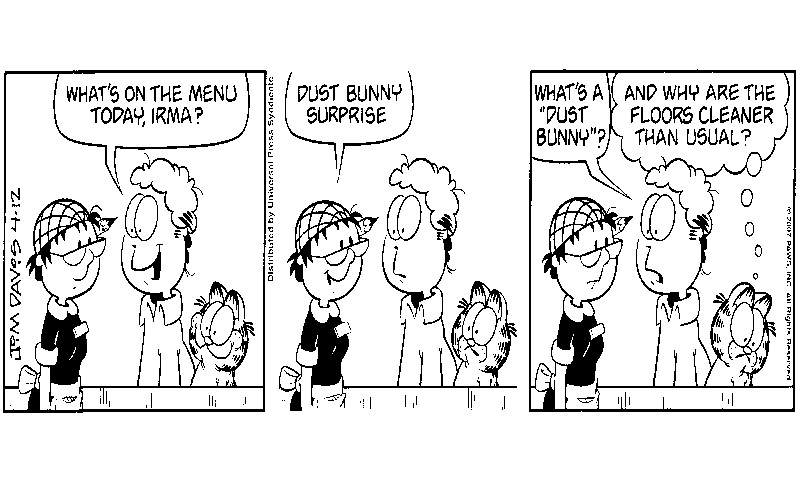 WHAT'S ON THE MENU
TODAY, IRMA?
JIM DAVIS 4·12
Distributed by Universal Press Syndicate
DUST BUNNY
SURPRISE
WHAT'S A
"DUST
BUNNY"?
AND WHY ARE THE
FLOORS CLEANER
THAN USUAL?
© 2007 PAWS, INC. All Rights Reserved.